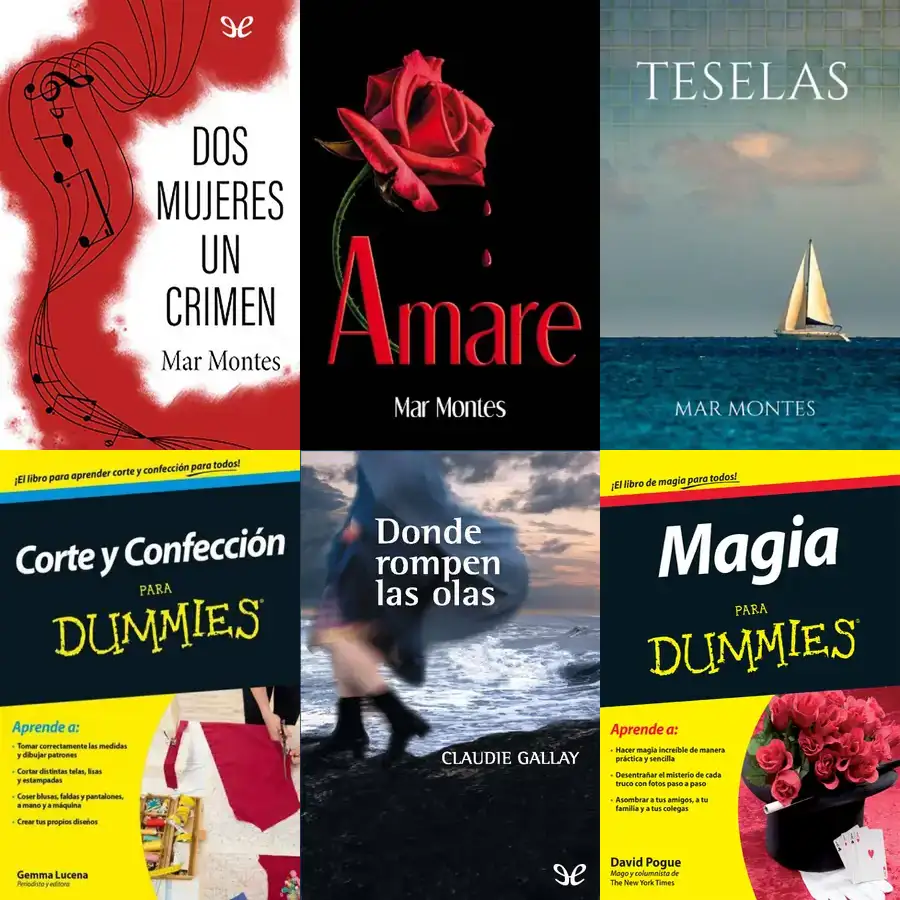 DOS
MUJERES
UN
CRIMEN
Mar Montes
Amare
Mar Montes
TESELAS
MAR MONTES
¡El libro para aprender corte y confección para todos!
Corte y Confección
PARA
DUMMIES®
Aprende a:
• Tomar correctamente las medidas
y dibujar patrones
• Cortar distintas telas, lisas
y estampadas
• Coser blusas, faldas y pantalones,
a mano y a máquina
• Crear tus propios diseños
Gemma Lucena
Periodista y editora
Donde
rompen
las olas
CLAUDIE GALLAY
¡El libro de magia para todos!
Magia
PARA
DUMMIES®
Aprende a:
• Hacer magia increíble de manera
práctica y sencilla
• Desentrañar el misterio de cada
truco con fotos paso a paso
• Asombrar a tus amigos, a tu
familia y a tus colegas
David Pogue
Mago y columnista de
The New York Times